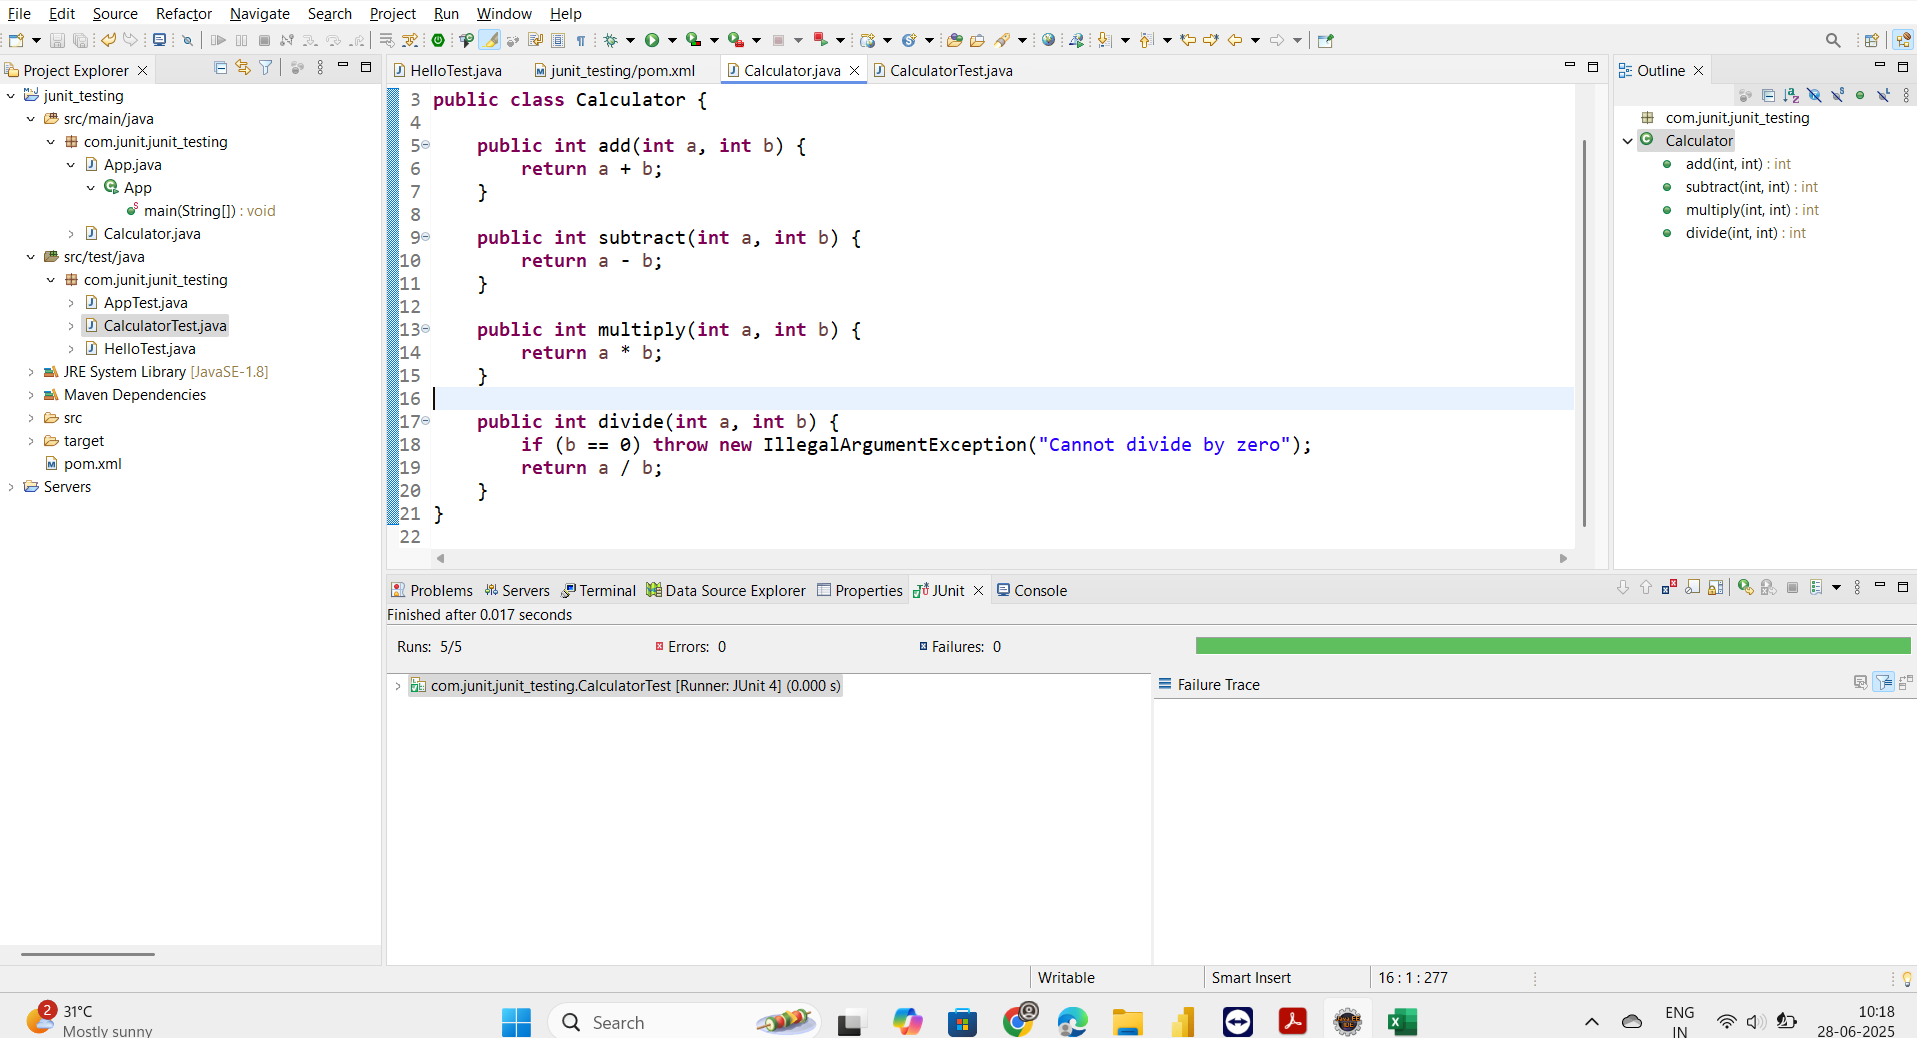 File Edit Source Refactor Navigate Search Project Run Window Help
Project Explorer
junit_testing
src/main/java
com.junit.junit_testing
App.java
App
main(String[]) : void
Calculator.java
src/test/java
com.junit.junit_testing
AppTest.java
CalculatorTest.java
HelloTest.java
JRE System Library [JavaSE-1.8]
Maven Dependencies
src
target
pom.xml
Servers
HelloTest.java junit_testing/pom.xml Calculator.java CalculatorTest.java
3 public class Calculator {
4
5 public int add(int a, int b) {
6 return a + b;
7 }
8
9 public int subtract(int a, int b) {
10 return a - b;
11 }
12
13 public int multiply(int a, int b) {
14 return a * b;
15 }
16
17 public int divide(int a, int b) {
18 if (b == 0) throw new IllegalArgumentException("Cannot divide by zero");
19 return a / b;
20 }
21 }
22
Outline
com.junit.junit_testing
Calculator
add(int, int) : int
subtract(int, int) : int
multiply(int, int) : int
divide(int, int) : int
Problems Servers Terminal Data Source Explorer Properties JUnit Console
Finished after 0.017 seconds
Runs: 5/5 Errors: 0 Failures: 0
com.junit.junit_testing.CalculatorTest [Runner: JUnit 4] (0.000 s)
Failure Trace
Writable Smart Insert 16 : 1 : 277
2
31°C
Mostly sunny
Search
ENG
IN
10:18
28-06-2025